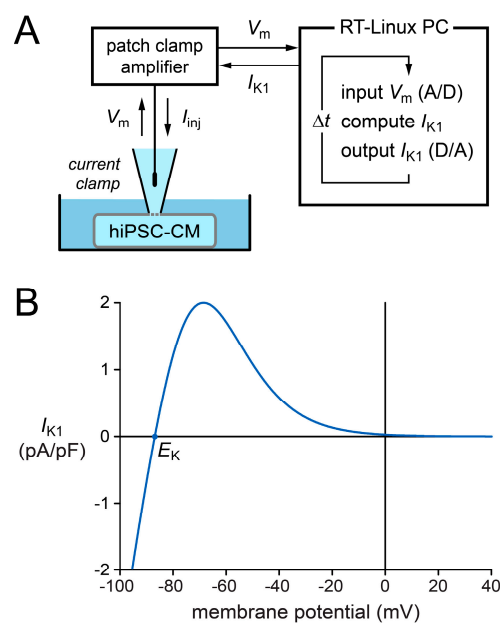 A
patch clamp
amplifier
Vm
IK1
RT-Linux PC
input Vm (A/D)
Δt compute IK1
output IK1 (D/A)
Vm
Iinj
current
clamp
hiPSC-CM
B
2
1
IK1
(pA/pF)
0
EK
-1
-2
-100 -80 -60 -40 -20 0 20 40
membrane potential (mV)